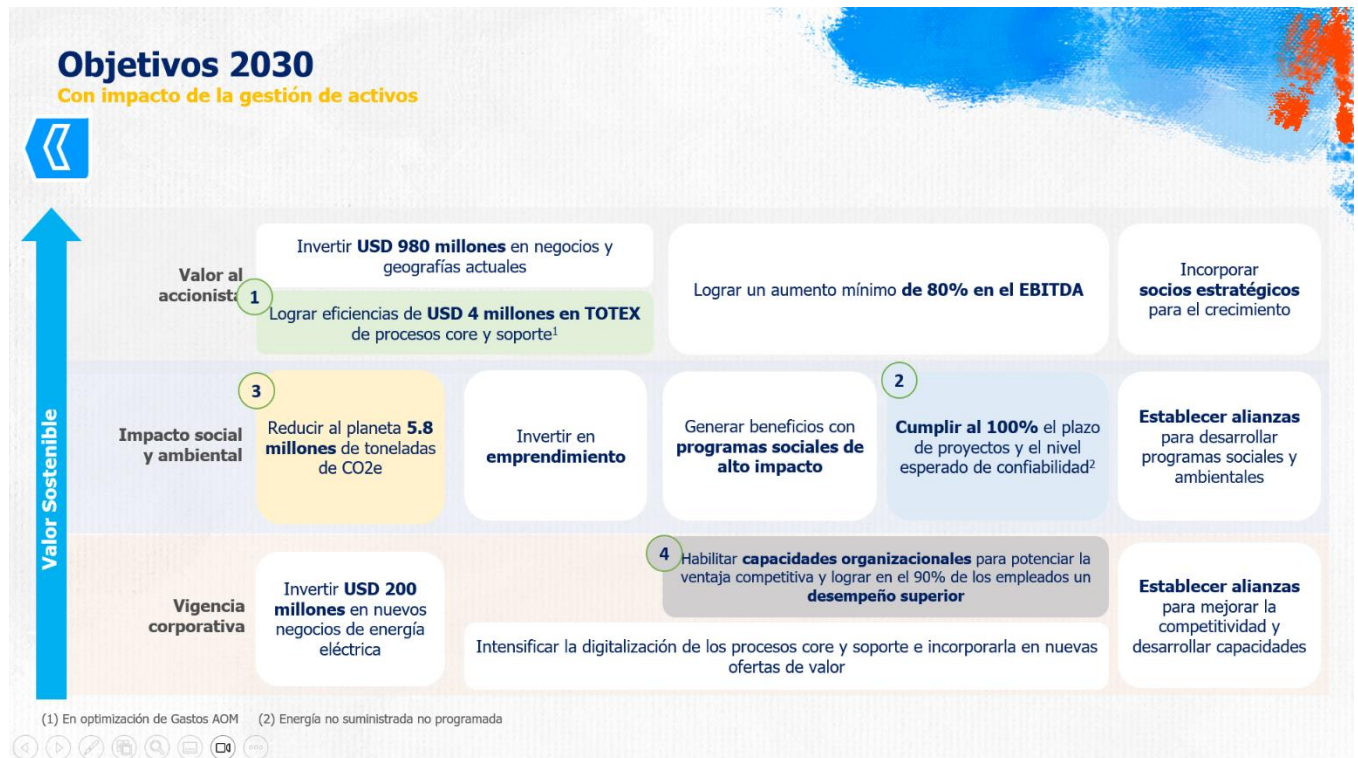 Objetivos 2030
Con impacto de la gestión de activos
Valor Sostenible
Valor al
accionista
Invertir USD 980 millones en negocios y
geografías actuales
1
Lograr eficiencias de USD 4 millones en TOTEX
de procesos core y soporte1
Lograr un aumento mínimo de 80% en el EBITDA
Incorporar
socios estratégicos
para el crecimiento
Impacto social
y ambiental
3
Reducir al planeta 5.8
millones de toneladas
de CO2e
Invertir en
emprendimiento
Generar beneficios con
programas sociales de
alto impacto
2
Cumplir al 100% el plazo
de proyectos y el nivel
esperado de confiabilidad2
Establecer alianzas
para desarrollar
programas sociales y
ambientales
Vigencia
corporativa
Invertir USD 200
millones en nuevos
negocios de energía
eléctrica
4
Habilitar capacidades organizacionales para potenciar la
ventaja competitiva y lograr en el 90% de los empleados un
desempeño superior
Intensificar la digitalización de los procesos core y soporte e incorporarla en nuevas
ofertas de valor
Establecer alianzas
para mejorar la
competitividad y
desarrollar capacidades
(1) En optimización de Gastos AOM (2) Energía no suministrada no programada